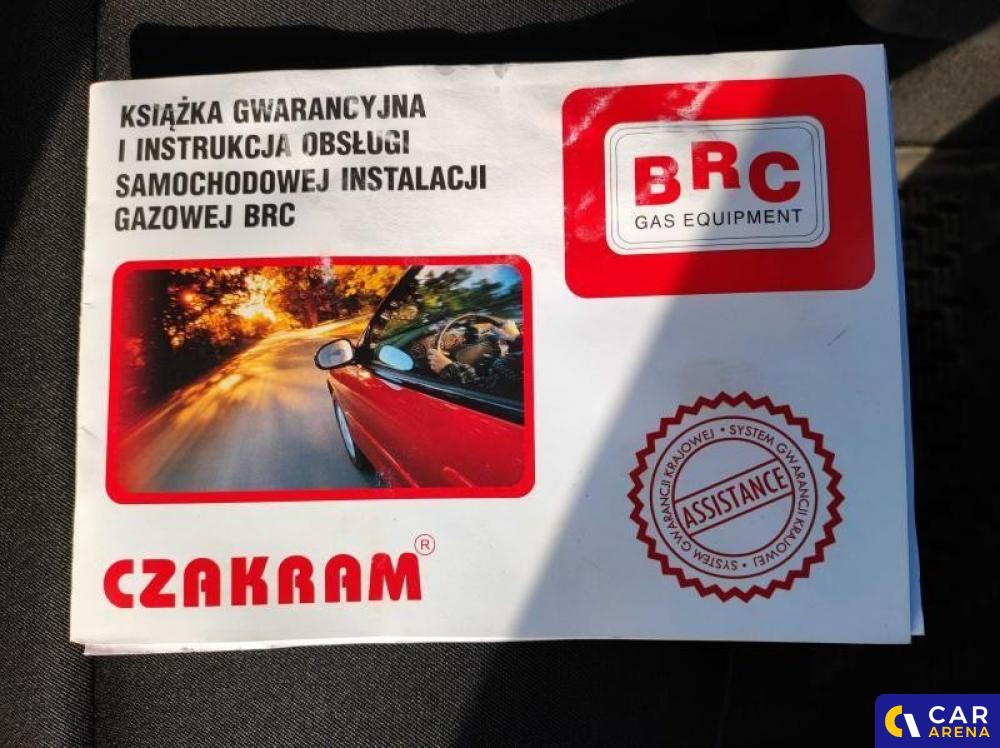 KSIĄŻKA GWARANCYJNA
I INSTRUKCJA OBSŁUGI
SAMOCHODOWEJ INSTALACJI
GAZOWEJ BRC
BRC
GAS EQUIPMENT
CZAKRAM®
SYSTEM GWARANCJI KRAJOWEJ • SYSTEM GWARANCJI KRAJOWEJ •
ASSISTANCE
CAR
ARENA